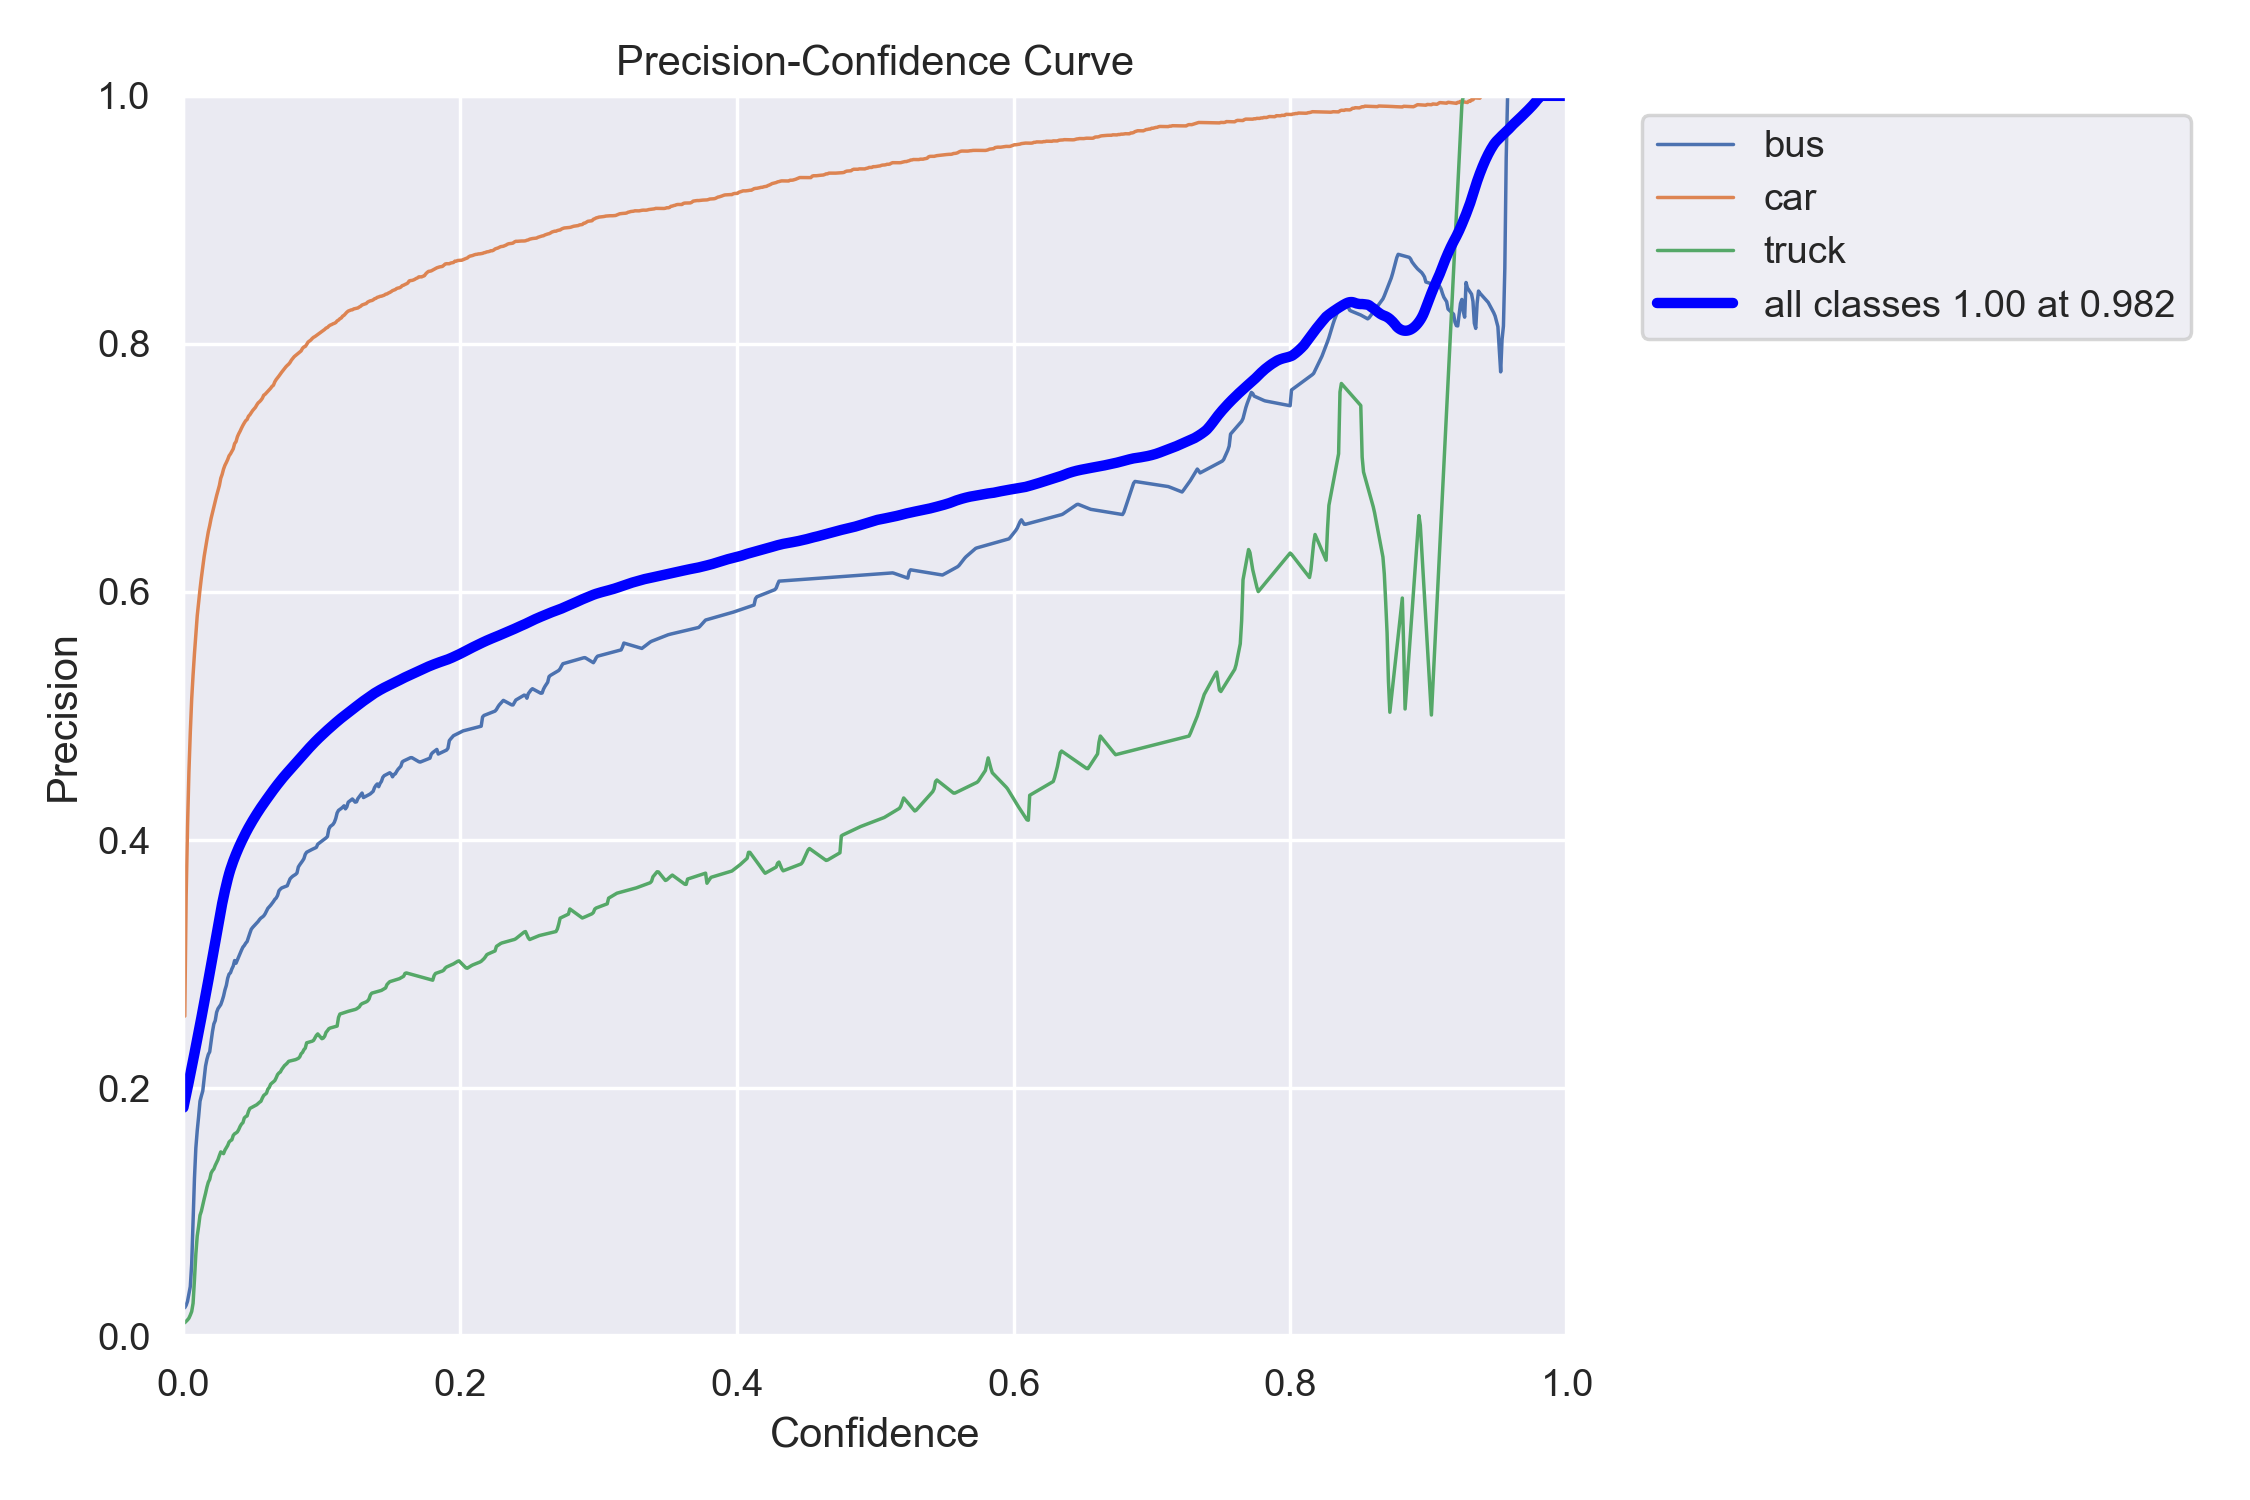 Precision-Confidence Curve
1.0
0.8
0.6
0.4
0.2
0.0
Precision
0.0 0.2 0.4 0.6 0.8 1.0
Confidence
bus
car
truck
all classes 1.00 at 0.982